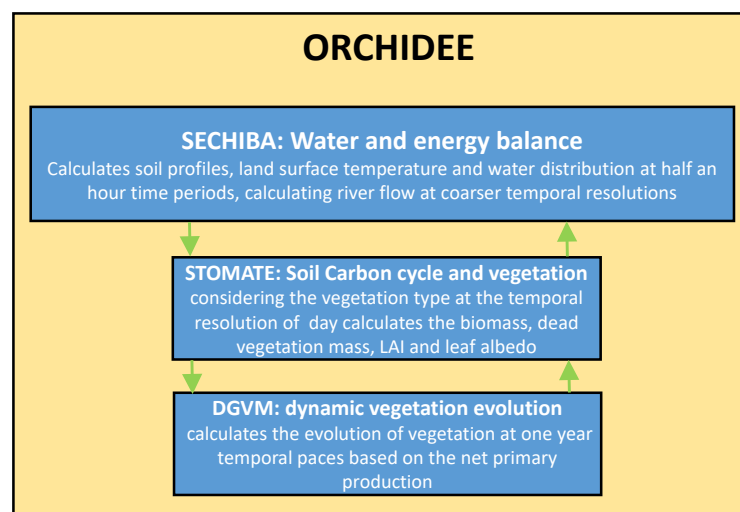 ORCHIDEE
SECHIBA: Water and energy balance
Calculates soil profiles, land surface temperature and water distribution at half an
hour time periods, calculating river flow at coarser temporal resolutions
STOMATE: Soil Carbon cycle and vegetation
considering the vegetation type at the temporal
resolution of  day calculates the biomass, dead
vegetation mass, LAI and leaf albedo
DGVM: dynamic vegetation evolution
calculates the evolution of vegetation at one year
temporal paces based on the net primary
production